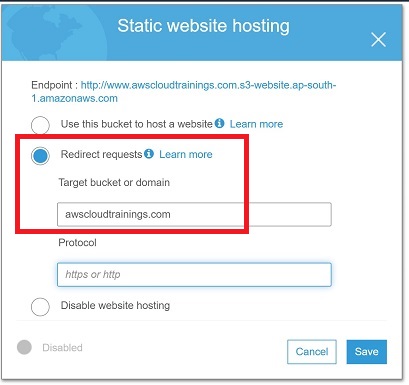 Static website hosting
Endpoint : http://www.awscloudtrainings.com.s3-website.ap-south-
1.amazonaws.com
Use this bucket to host a website Learn more
Redirect requests Learn more
Target bucket or domain
awscloudtrainings.com
Protocol
https or http
Disable website hosting
Disabled
Cancel
Save